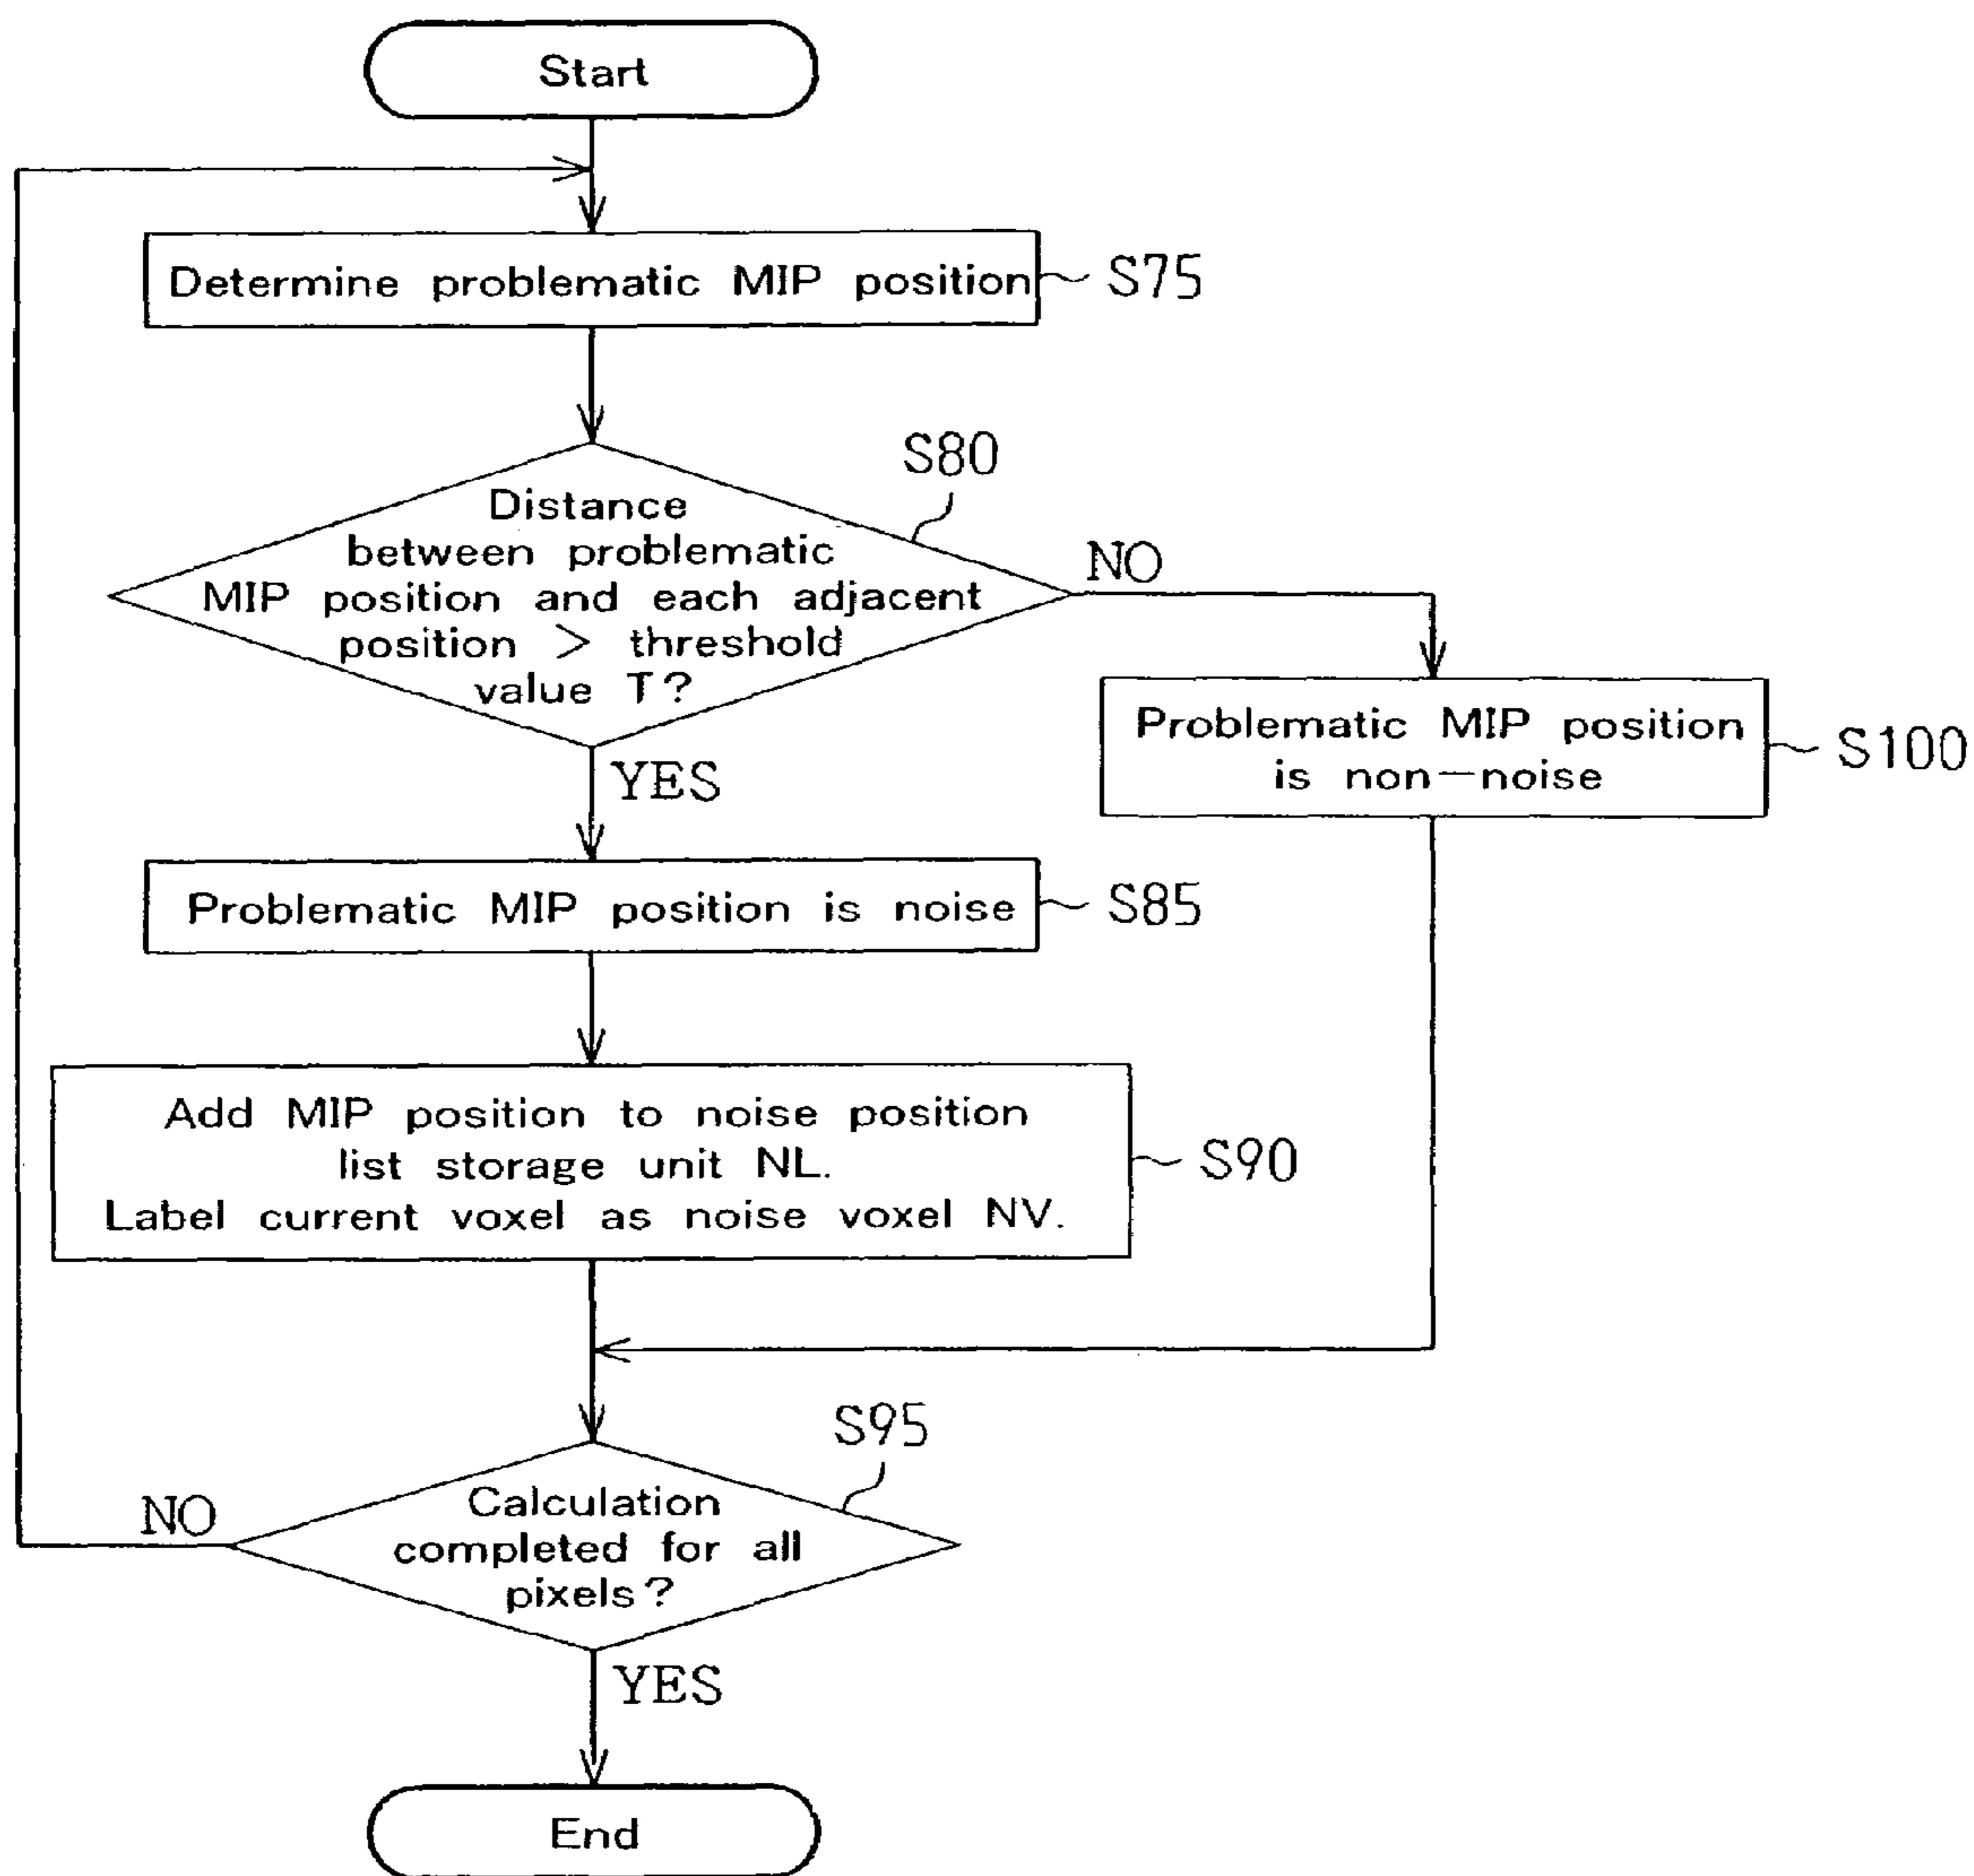 Start
Determine problematic MIP position
S75
S80
Distance
between problematic
MIP position and each adjacent
position > threshold
value T?
NO
YES
Problematic MIP position
is non-noise
S100
Problematic MIP position is noise
S85
Add MIP position to noise position
list storage unit NL.
Label current voxel as noise voxel NV.
S90
S95
Calculation
completed for all
pixels?
NO
YES
End